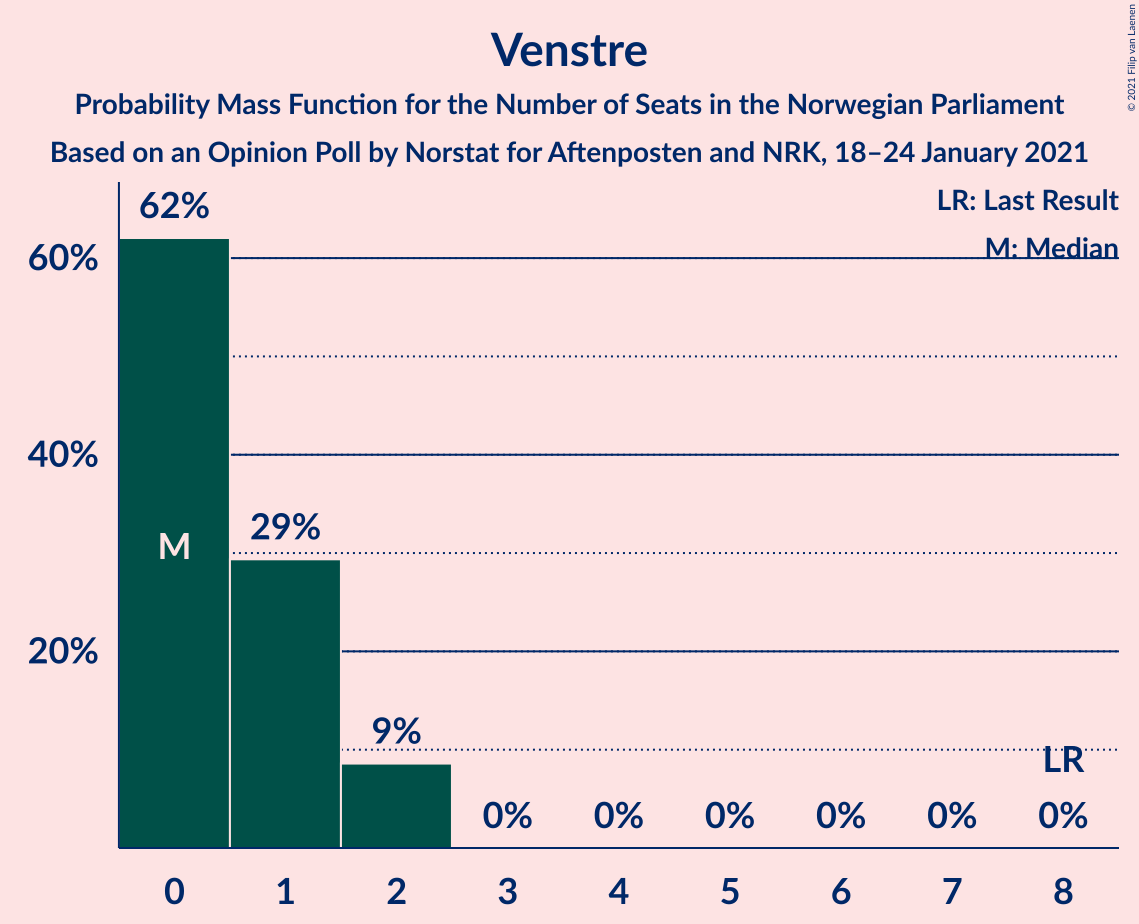 © 2021 Filip van Laenen
Venstre
Probability Mass Function for the Number of Seats in the Norwegian Parliament
Based on an Opinion Poll by Norstat for Aftenposten and NRK, 18–24 January 2021
LR: Last Result
M: Median
62%
60%
40%
29%
M
20%
9%
LR
0% 0% 0% 0% 0% 0%
0 1 2 3 4 5 6 7 8